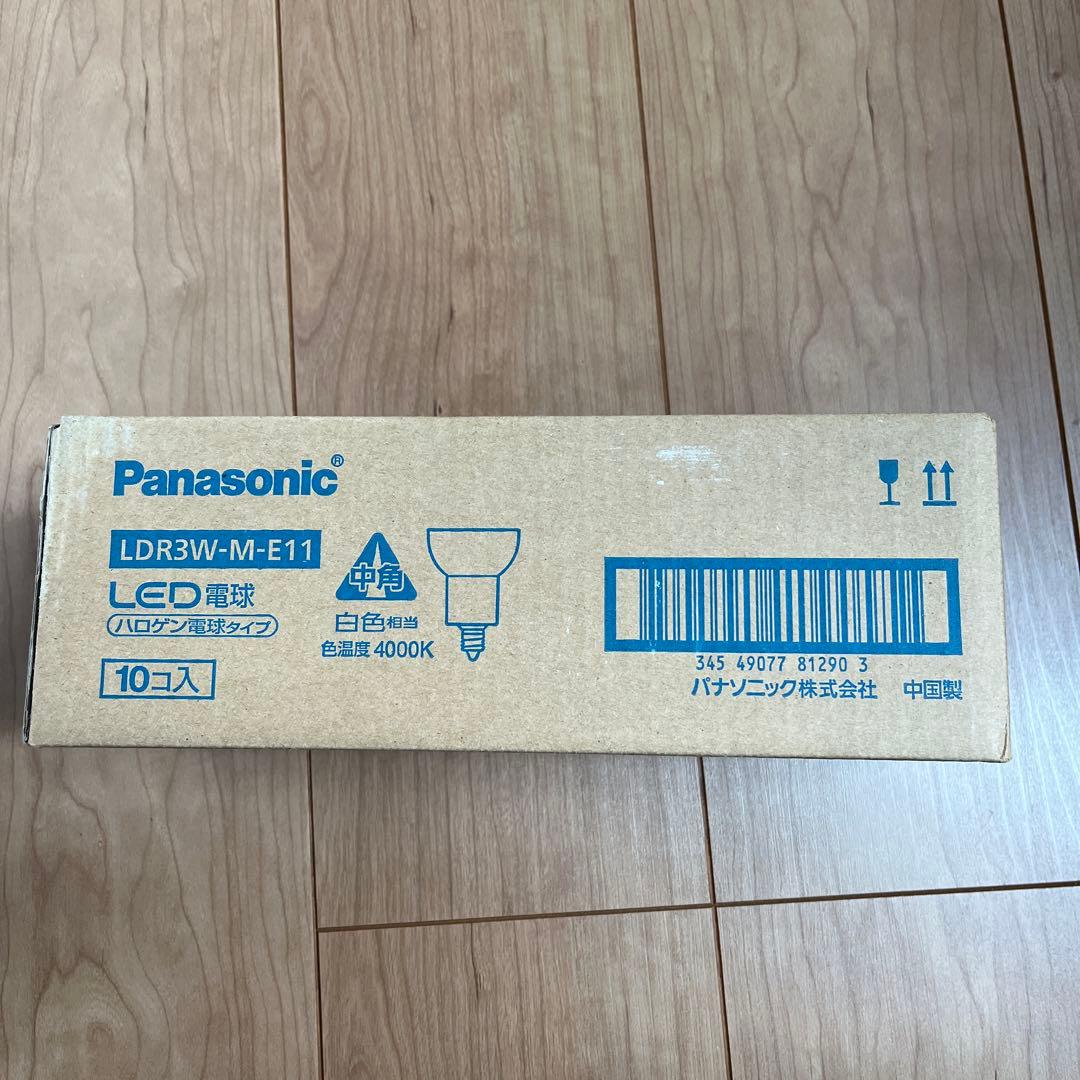 Panasonic®
LDR3W-M-E11
LED電球
ハロゲン電球タイプ
10コ入
中角
白色相当
色温度 4000K
345 49077 81290 3
パナソニック株式会社 中国製